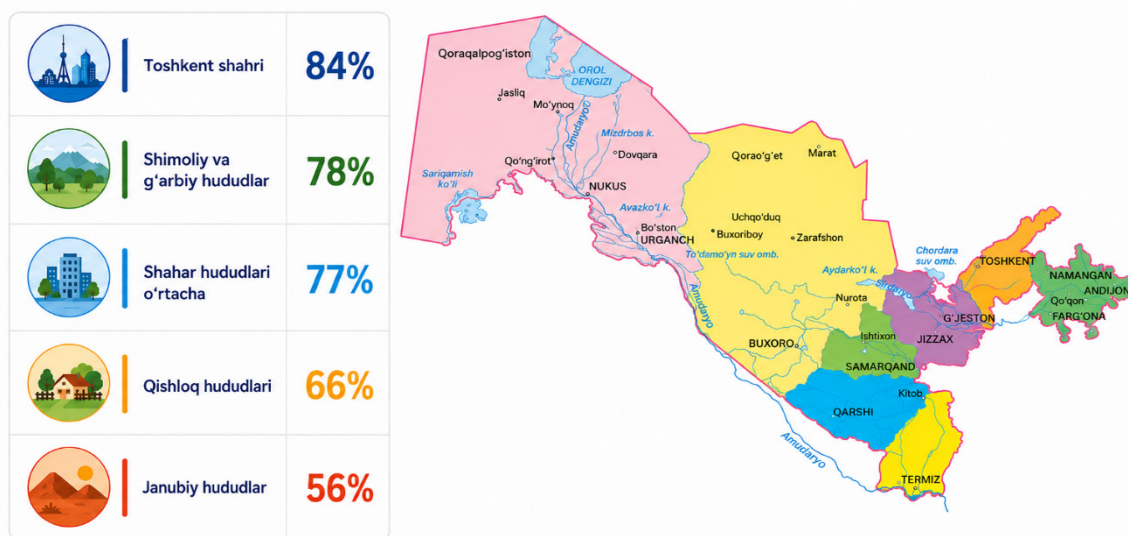 Toshkent shahri
84%
Shimoliy va
g‘arbiy hududlar
78%
Shahar hududlari
o‘rtacha
77%
Qishloq hududlari
66%
Janubiy hududlar
56%
Qoraqalpog‘iston
OROL
DENGIZI
Jasliq
Mo‘ynoq
Amudaryo
Mizdrbos k.
Qo‘ng‘irot
Dovqara
Sariqamish
ko‘li
NUKUS
Avazko‘l k.
Bo‘ston
URGANCH
Qorao‘g‘et
Marat
Uchqo‘duq
Buxoriboy
Zarafshon
To‘damo‘yn suv omb.
Amudaryo
Aydarko‘l k.
Nurota
Chordara
suv omb.
Sirdaryo
TOSHKENT
NAMANGAN
ANDIJON
Qo‘qon
FARG‘ONA
G‘JESTON
JIZZAX
Ishtixon
BUXORO
SAMARQAND
Kitob
QARSHI
Amudaryo
TERMIZ